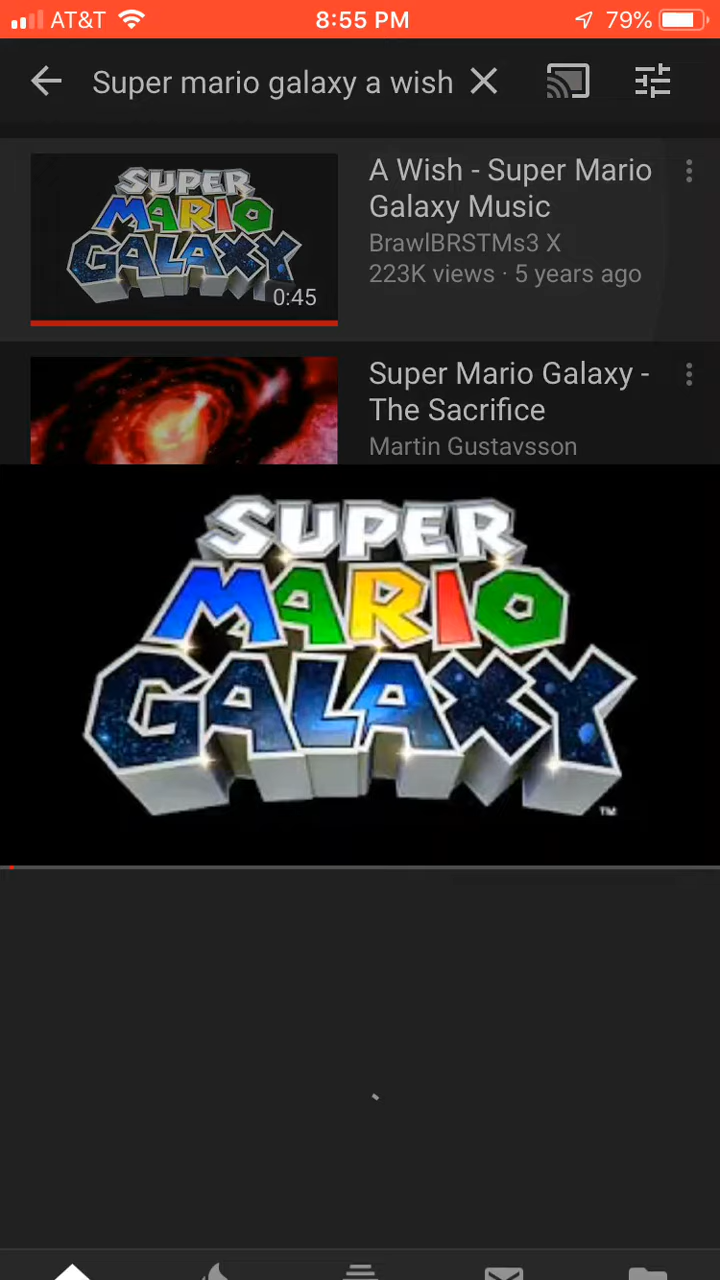 AT&T 8:55 PM 79%
Super mario galaxy a wish
SUPER
MARIO
GALAXY
0:45
A Wish - Super Mario
Galaxy Music
BrawlBRSTMs3 X
223K views · 5 years ago
Super Mario Galaxy -
The Sacrifice
Martin Gustavsson
SUPER
MARIO
GALAXY
TM